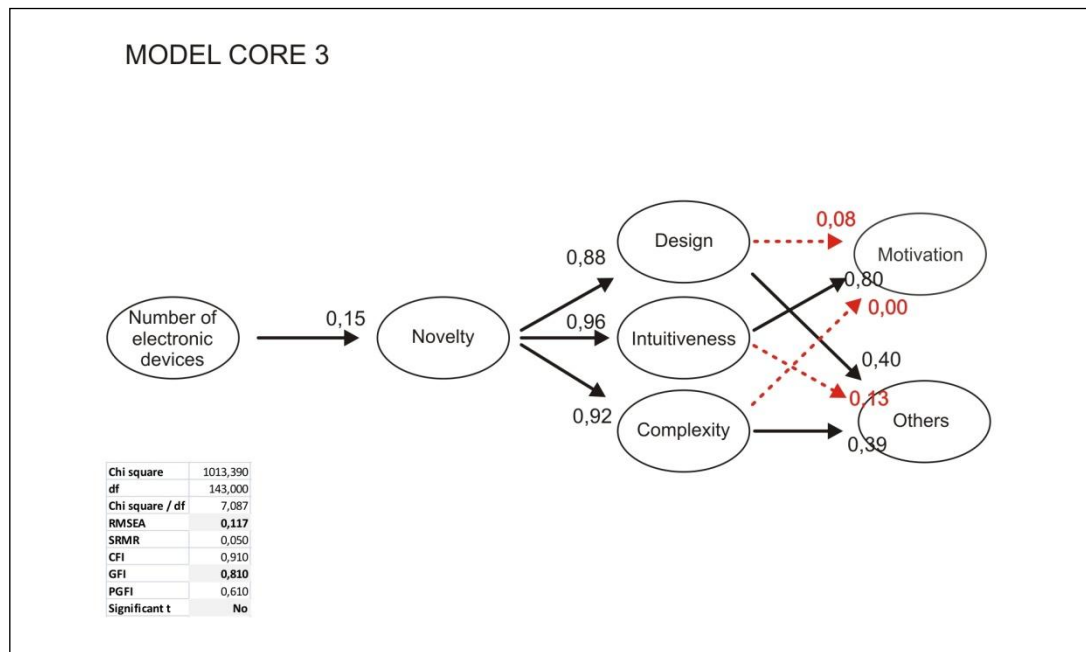 MODEL CORE 3
0,08
Design
Motivation
0,88
0,80
0,00
Number of
electronic
devices
0,15
Novelty
0,96
Intuitiveness
0,40
0,13
0,92
Complexity
Others
0,39
Chi square 1013,390
df 143,000
Chi square / df 7,087
RMSEA 0,117
SRMR 0,050
CFI 0,910
GFI 0,810
PGFI 0,610
Significant t No